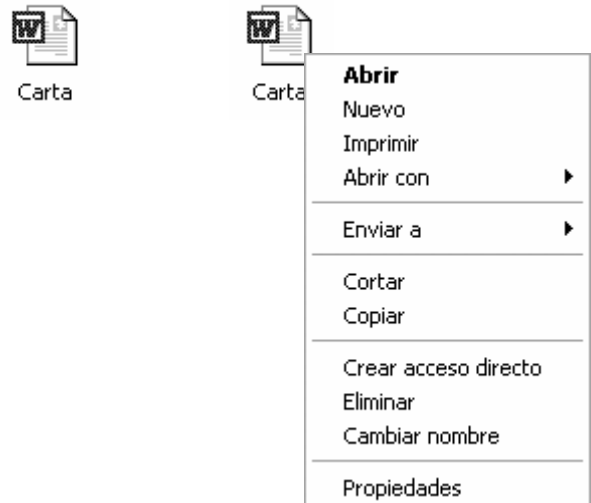 W
W
Carta
Carta
Abrir
Nuevo
Imprimir
Abrir con
Enviar a
Cortar
Copiar
Crear acceso directo
Eliminar
Cambiar nombre
Propiedades